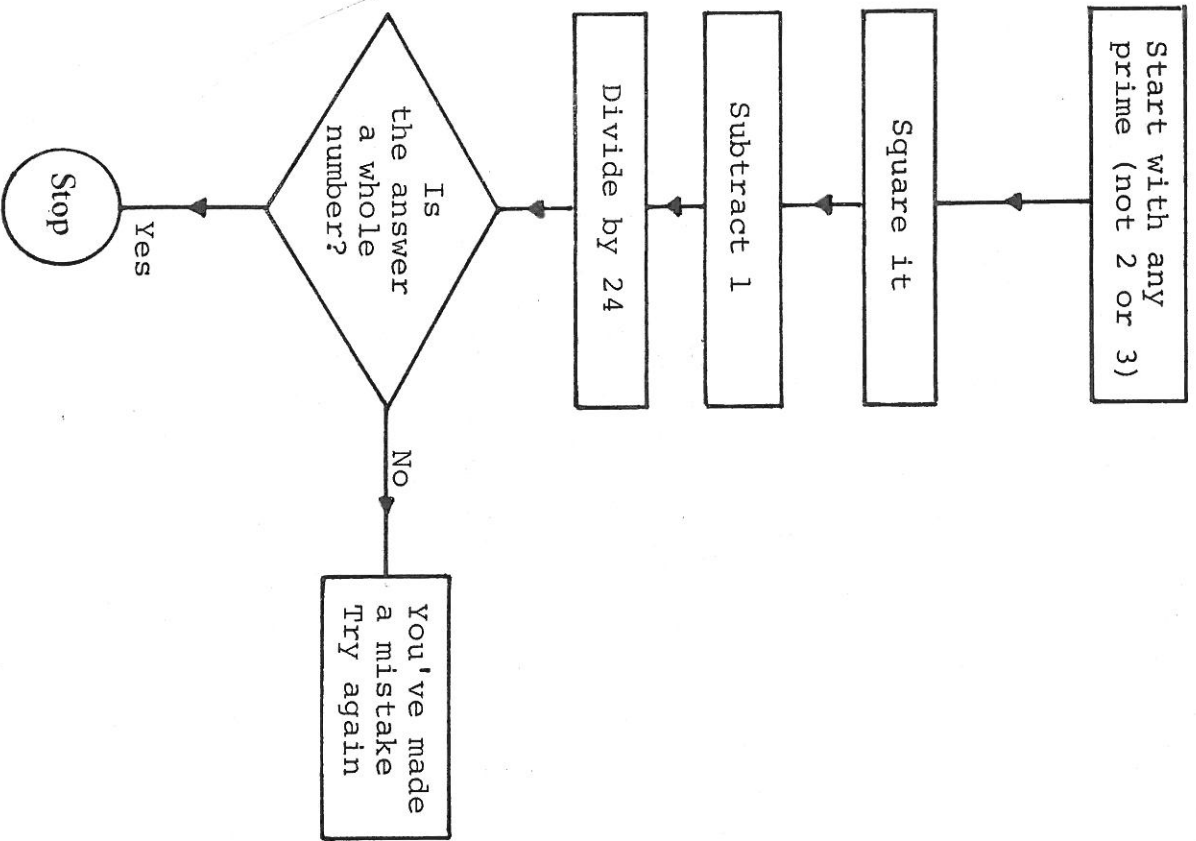 Start with any
prime (not 2 or 3)
Square it
Subtract 1
Divide by 24
Is
the answer
a whole
number?
No
You've made
a mistake
Try again
Yes
Stop